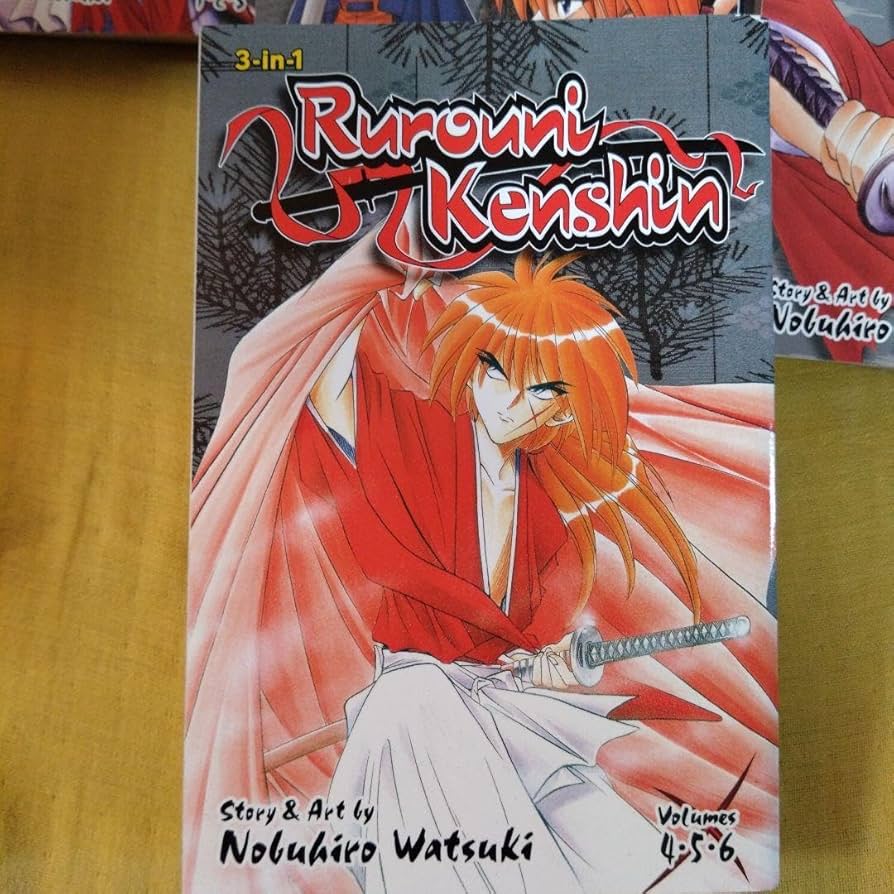 3-in-1
Rurouni
Kenshin
Story & Art by
Nobuhiro Watsuki
Volumes
4•5•6
Story & Art by
Nobuhiro